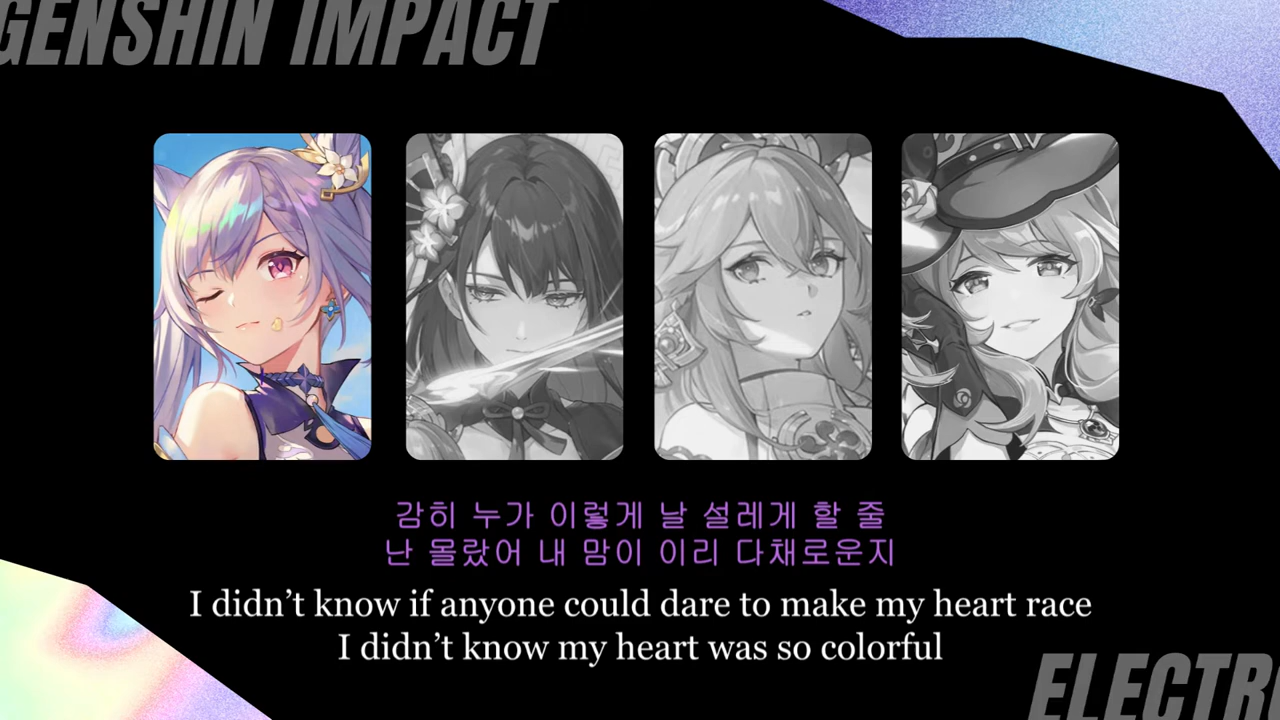 GENSHIN IMPACT
감히 누가 이렇게 날 설레게 할 줄
난 몰랐어 내 맘이 이리 다채로운지
I didn’t know if anyone could dare to make my heart race
I didn’t know my heart was so colorful
ELECTRO